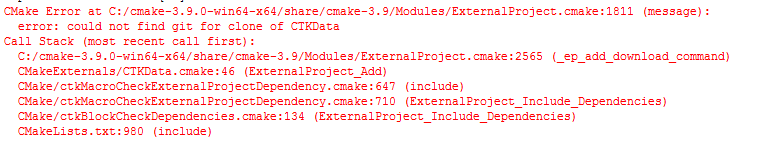 CMake Error at C:/cmake-3.9.0-win64-x64/share/cmake-3.9/Modules/ExternalProject.cmake:1811 (message):
error: could not find git for clone of CTKData
Call Stack (most recent call first):
C:/cmake-3.9.0-win64-x64/share/cmake-3.9/Modules/ExternalProject.cmake:2565 (_ep_add_download_command)
CMakeExternals/CTKData.cmake:46 (ExternalProject_Add)
CMake/ctkMacroCheckExternalProjectDependency.cmake:647 (include)
CMake/ctkMacroCheckExternalProjectDependency.cmake:710 (ExternalProject_Include_Dependencies)
CMake/ctkBlockCheckDependencies.cmake:134 (ExternalProject_Include_Dependencies)
CMakeLists.txt:980 (include)